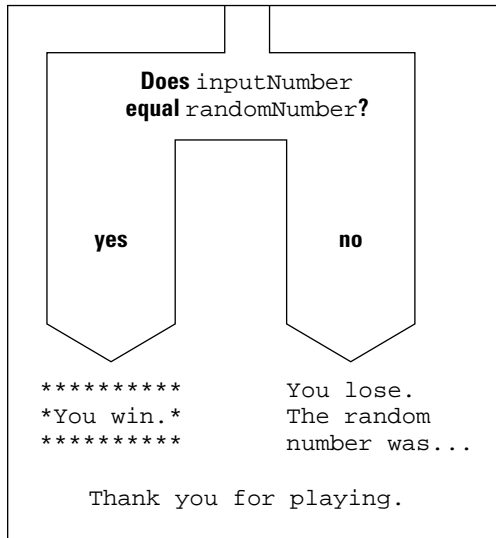 Does inputNumber
equal randomNumber?
yes
no
**********
*You win.*
**********
You lose.
The random
number was...
Thank you for playing.